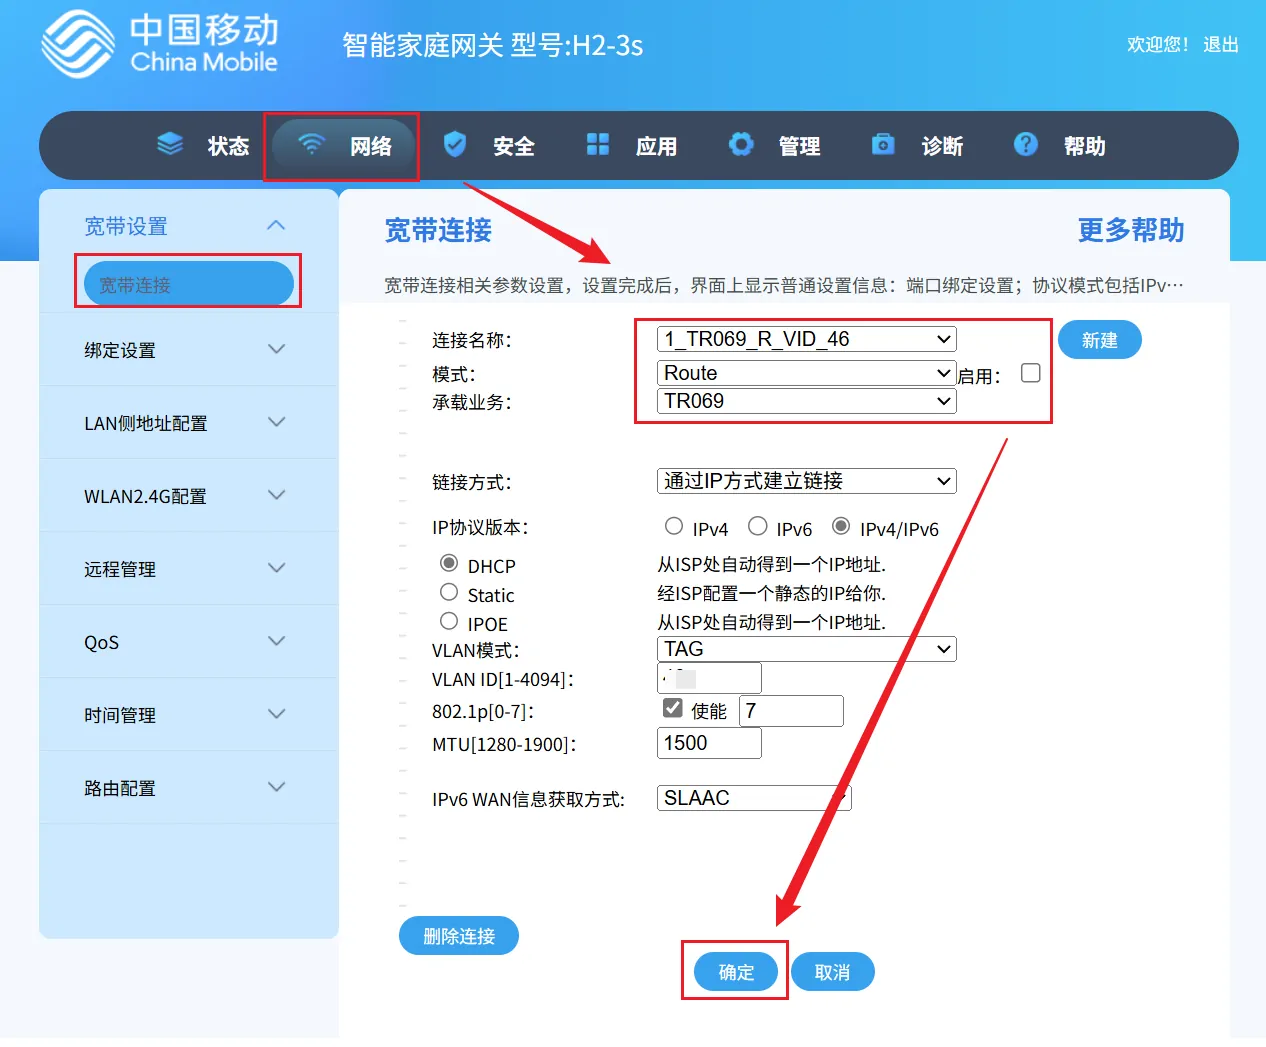 中国移动
China Mobile
智能家庭网关 型号:H2-3s
欢迎您！ 退出
状态 网络 安全 应用 管理 诊断 帮助
宽带设置
宽带连接
绑定设置
LAN侧地址配置
WLAN2.4G配置
远程管理
QoS
时间管理
路由配置
宽带连接 更多帮助
宽带连接相关参数设置，设置完成后，界面上显示普通设置信息：端口绑定设置；协议模式包括IPv…
连接名称： 1_TR069_R_VID_46 新建
模式： Route 启用：
承载业务： TR069
链接方式： 通过IP方式建立链接
IP协议版本： IPv4 IPv6 IPv4/IPv6
DHCP 从ISP处自动得到一个IP地址.
Static 经ISP配置一个静态的IP给你.
IPOE 从ISP处自动得到一个IP地址.
VLAN模式： TAG
VLAN ID[1-4094]：
802.1p[0-7]： 使能 7
MTU[1280-1900]： 1500
IPv6 WAN信息获取方式: SLAAC
删除连接
确定 取消